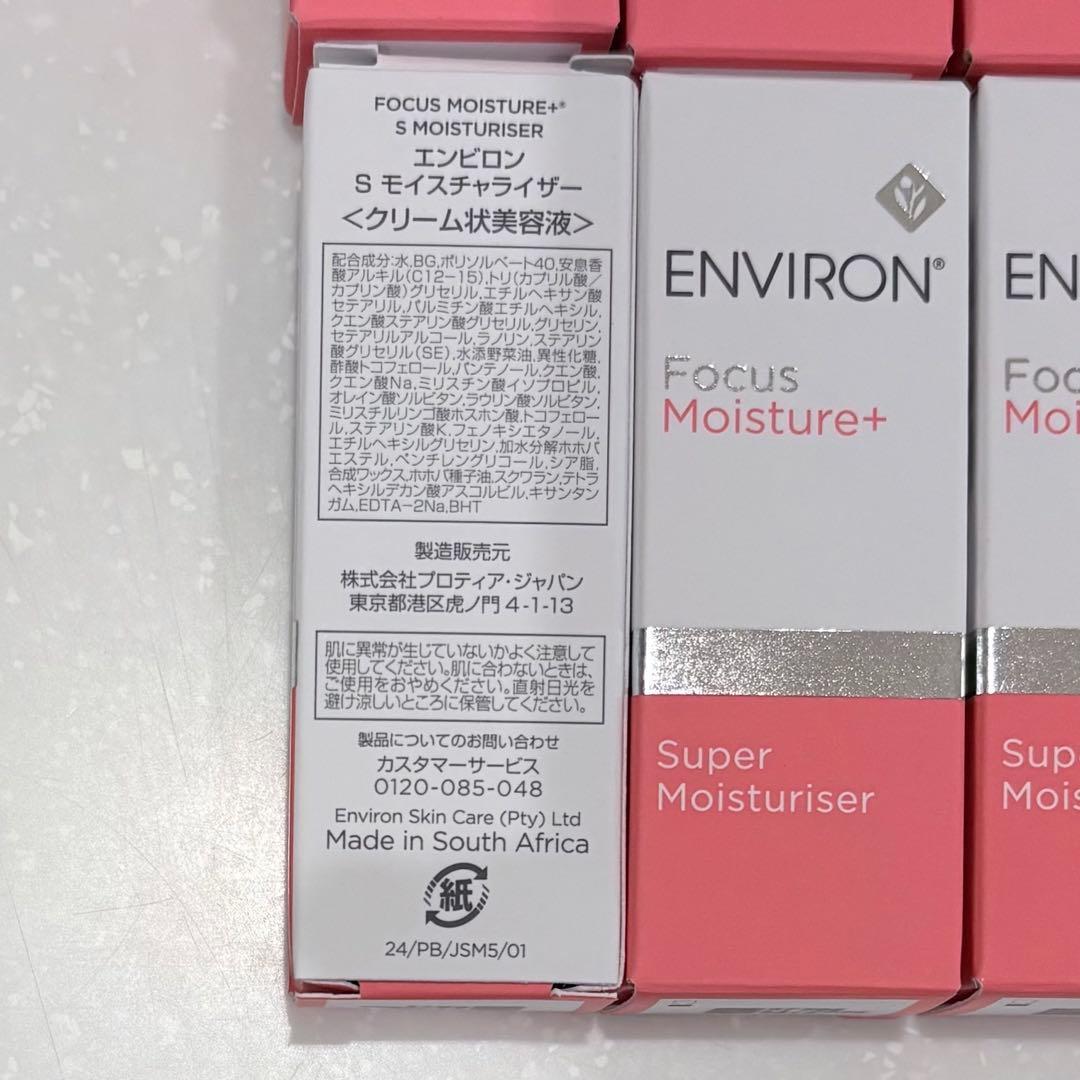 FOCUS MOISTURE+®
S MOISTURISER
エンビロン
S モイスチャライザー
<クリーム状美容液>
配合成分:水,BG,ポリソルベート40,安息香
酸アルキル(C12-15),トリ(カプリル酸/
カプリン酸)グリセリル,エチルヘキサン酸
セテアリル,パルミチン酸エチルヘキシル,
クエン酸ステアリン酸グリセリル,グリセリン,
セテアリルアルコール,ラノリン,ステアリン
酸グリセリル(SE),水添野菜油,異性化糖,
酢酸トコフェロール,パンテノール,クエン酸,
クエン酸Na,ミリスチン酸イソプロピル,
オレイン酸ソルビタン,ラウリン酸ソルビタン,
ミリスチルリンゴ酸ホスホン酸,トコフェロー
ル,ステアリン酸K,フェノキシエタノール,
エチルヘキシルグリセリン,加水分解ホホバ
エステル,ペンチレングリコール,シア脂,
合成ワックス,ホホバ種子油,スクワラン,テトラ
ヘキシルデカン酸アスコルビル,キサンタン
ガム,EDTA-2Na,BHT
製造販売元
株式会社プロティア・ジャパン
東京都港区虎ノ門4-1-13
肌に異常が生じていないかよく注意して
使用してください。肌に合わないときは、
ご使用をおやめください。直射日光を
避け涼しいところに保管してください。
製品についてのお問い合わせ
カスタマーサービス
0120-085-048
Environ Skin Care (Pty) Ltd
Made in South Africa
紙
24/PB/JSM5/01
ENVIRON®
Focus
Moisture+
Super
Moisturiser
EN
Foc
Moi
Supe
Mois